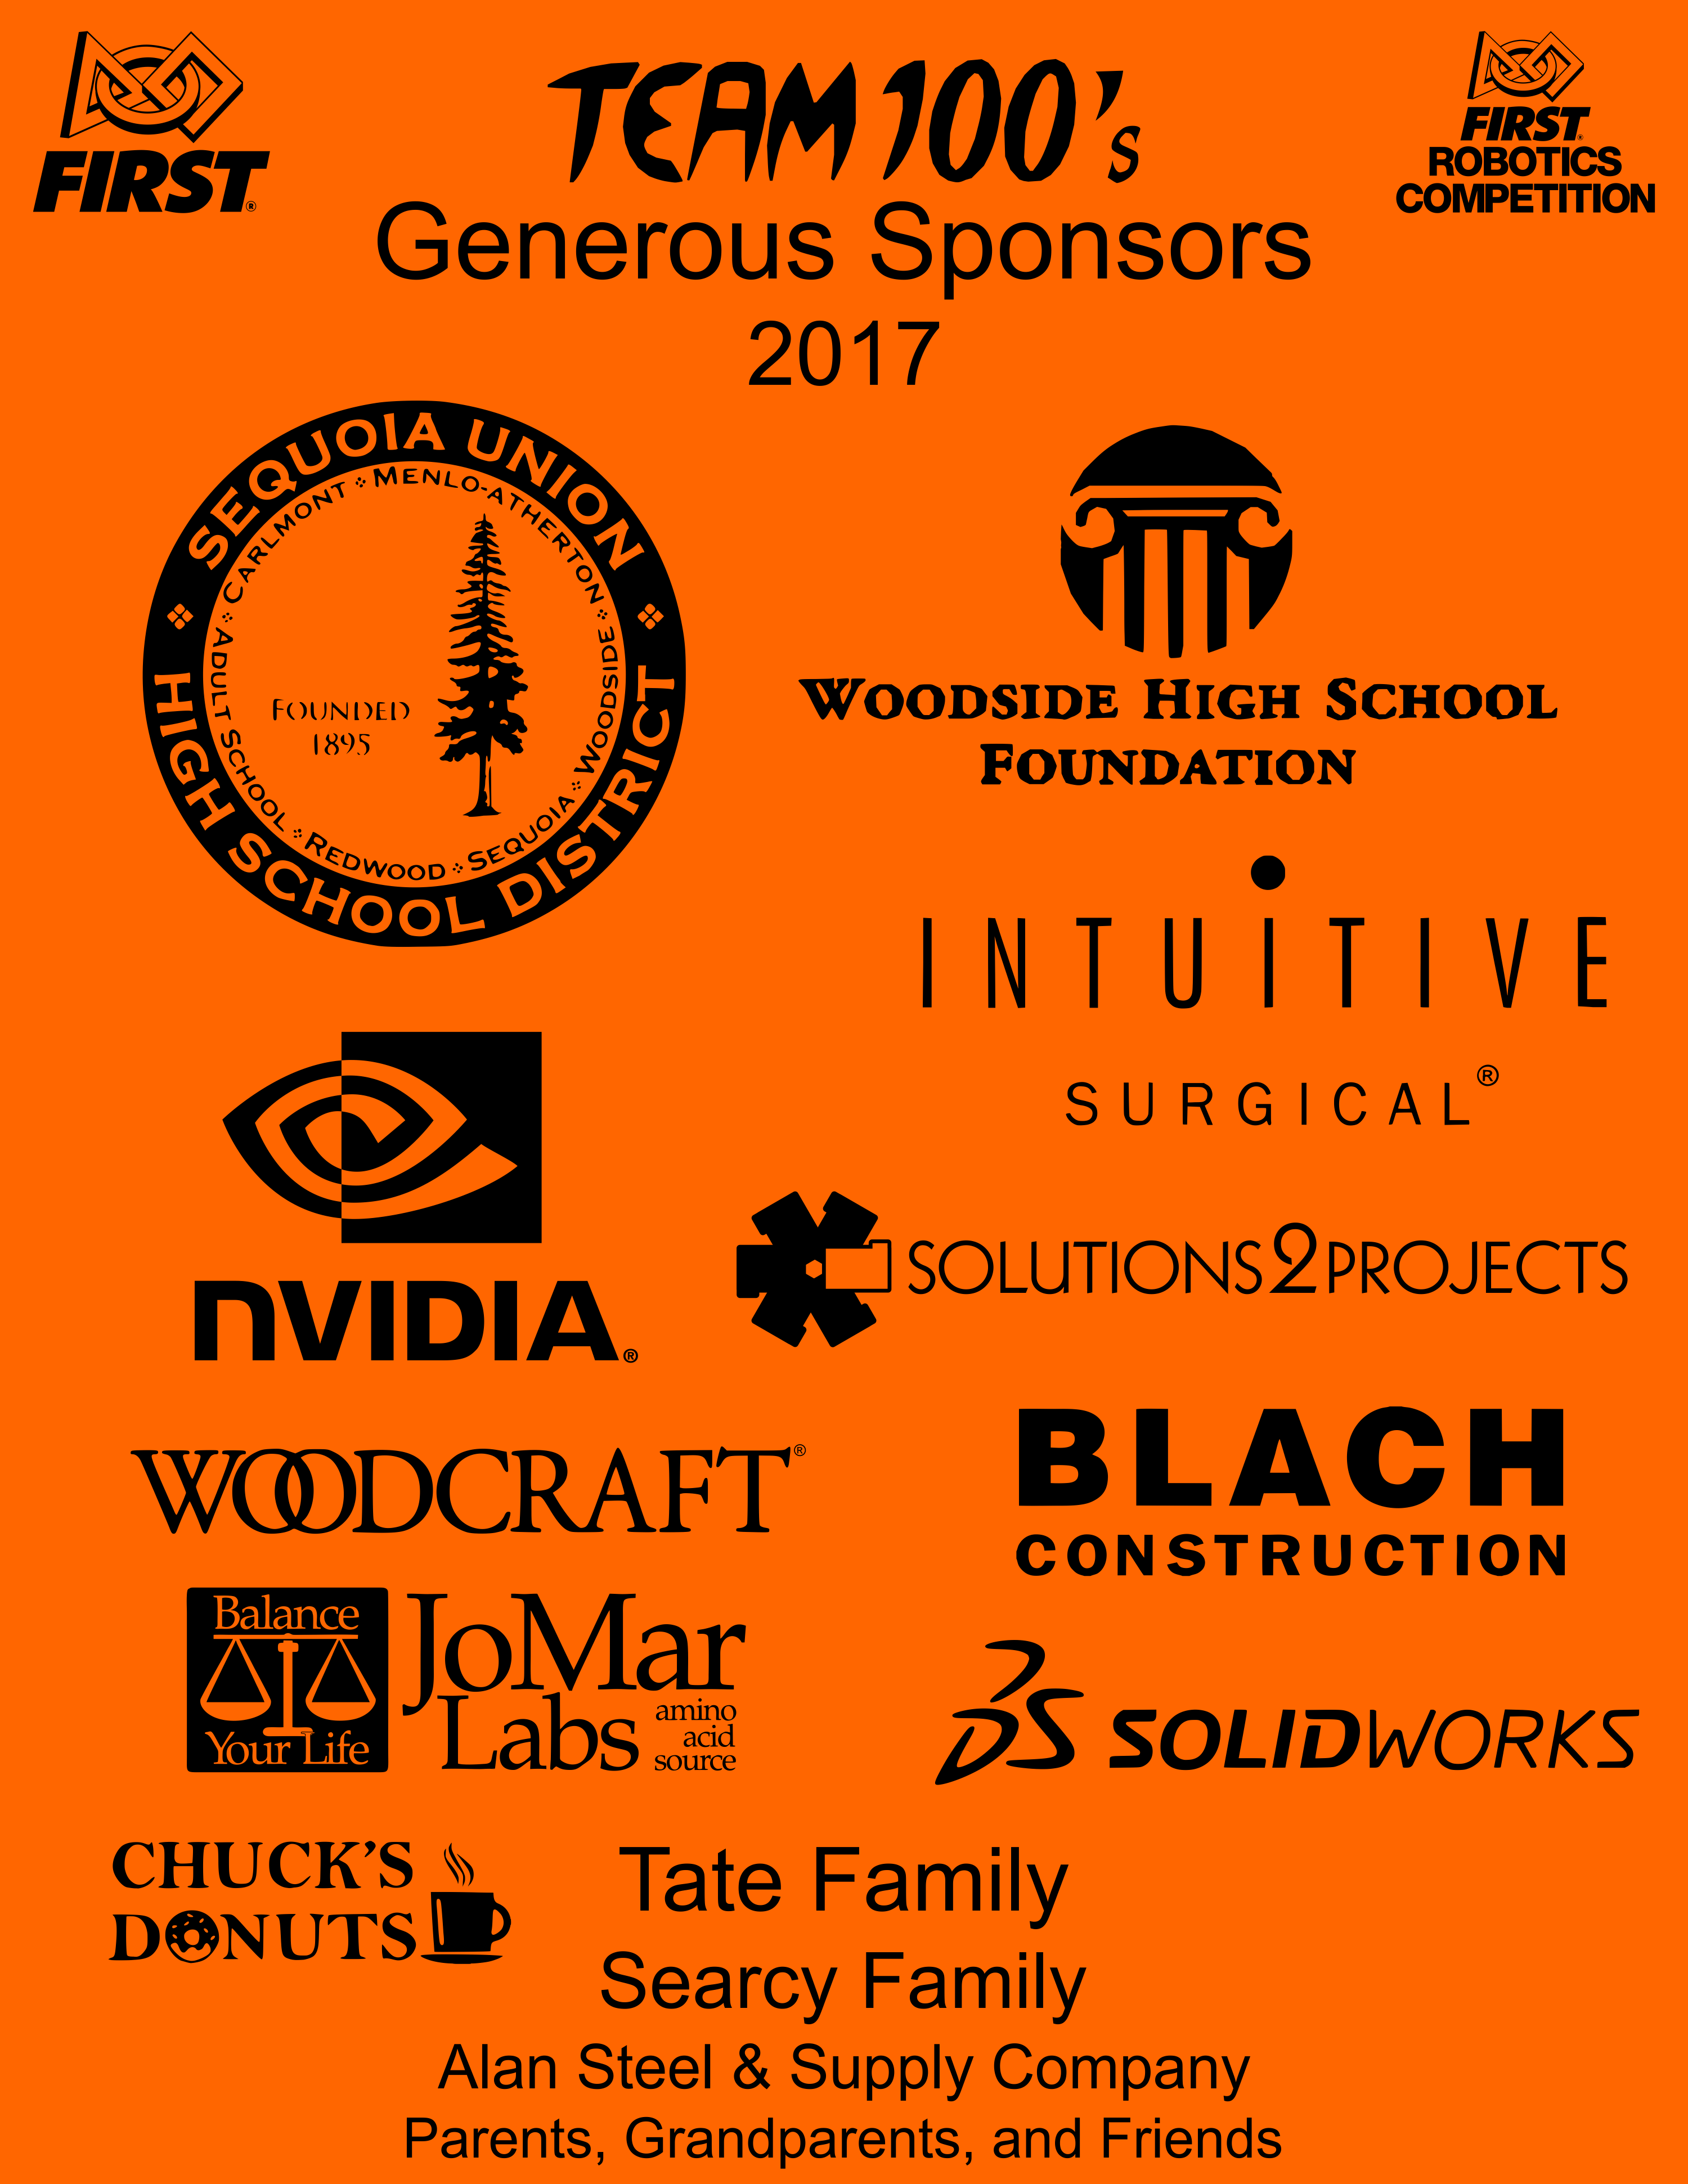 FIRST®
TEAM 100's
FIRST®
ROBOTICS
COMPETITION
Generous Sponsors
2017
SEQUOIA UNION
HIGH SCHOOL DISTRICT
CARLMONT
MENLO-ATHERTON
WOODSIDE
SEQUOIA
REDWOOD
ADULT SCHOOL
FOUNDED
1895
WOODSIDE HIGH SCHOOL
FOUNDATION
INTUITIVE
SURGICAL®
NVIDIA®
SOLUTIONS2PROJECTS
WOODCRAFT®
BLACH
CONSTRUCTION
Balance
Your Life
JoMar
Labs
amino
acid
source
3DS SOLIDWORKS
CHUCK'S
DONUTS
Tate Family
Searcy Family
Alan Steel & Supply Company
Parents, Grandparents, and Friends